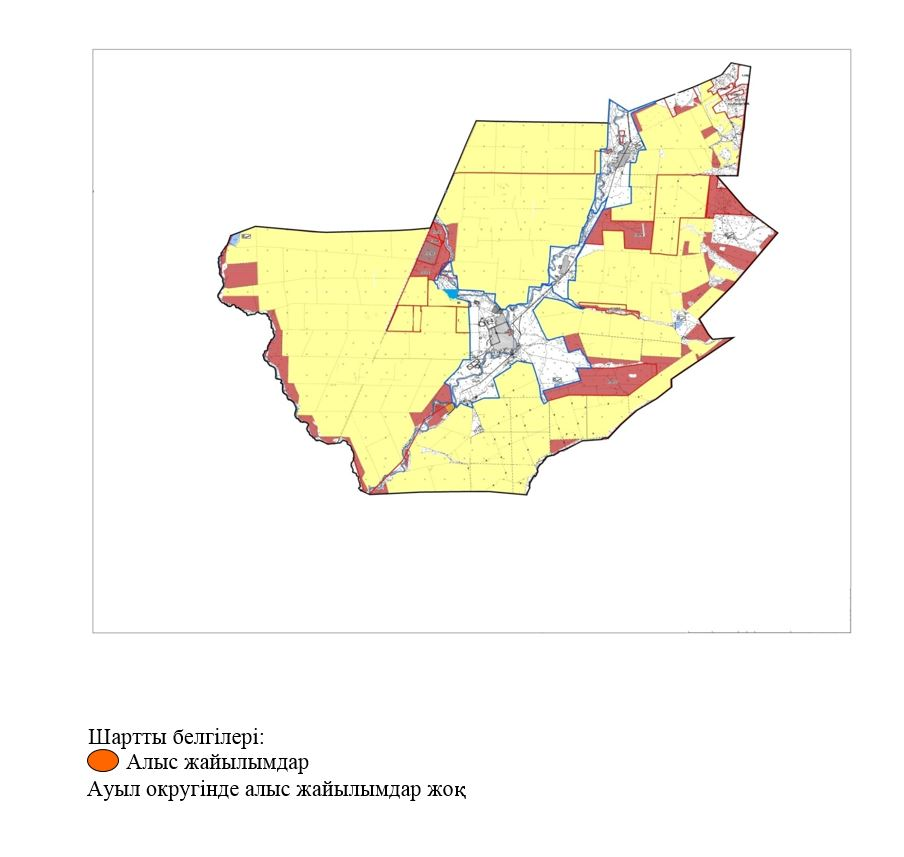 Шартты белгілері:
Алыс жайылымдар
Ауыл округінде алыс жайылымдар жоқ